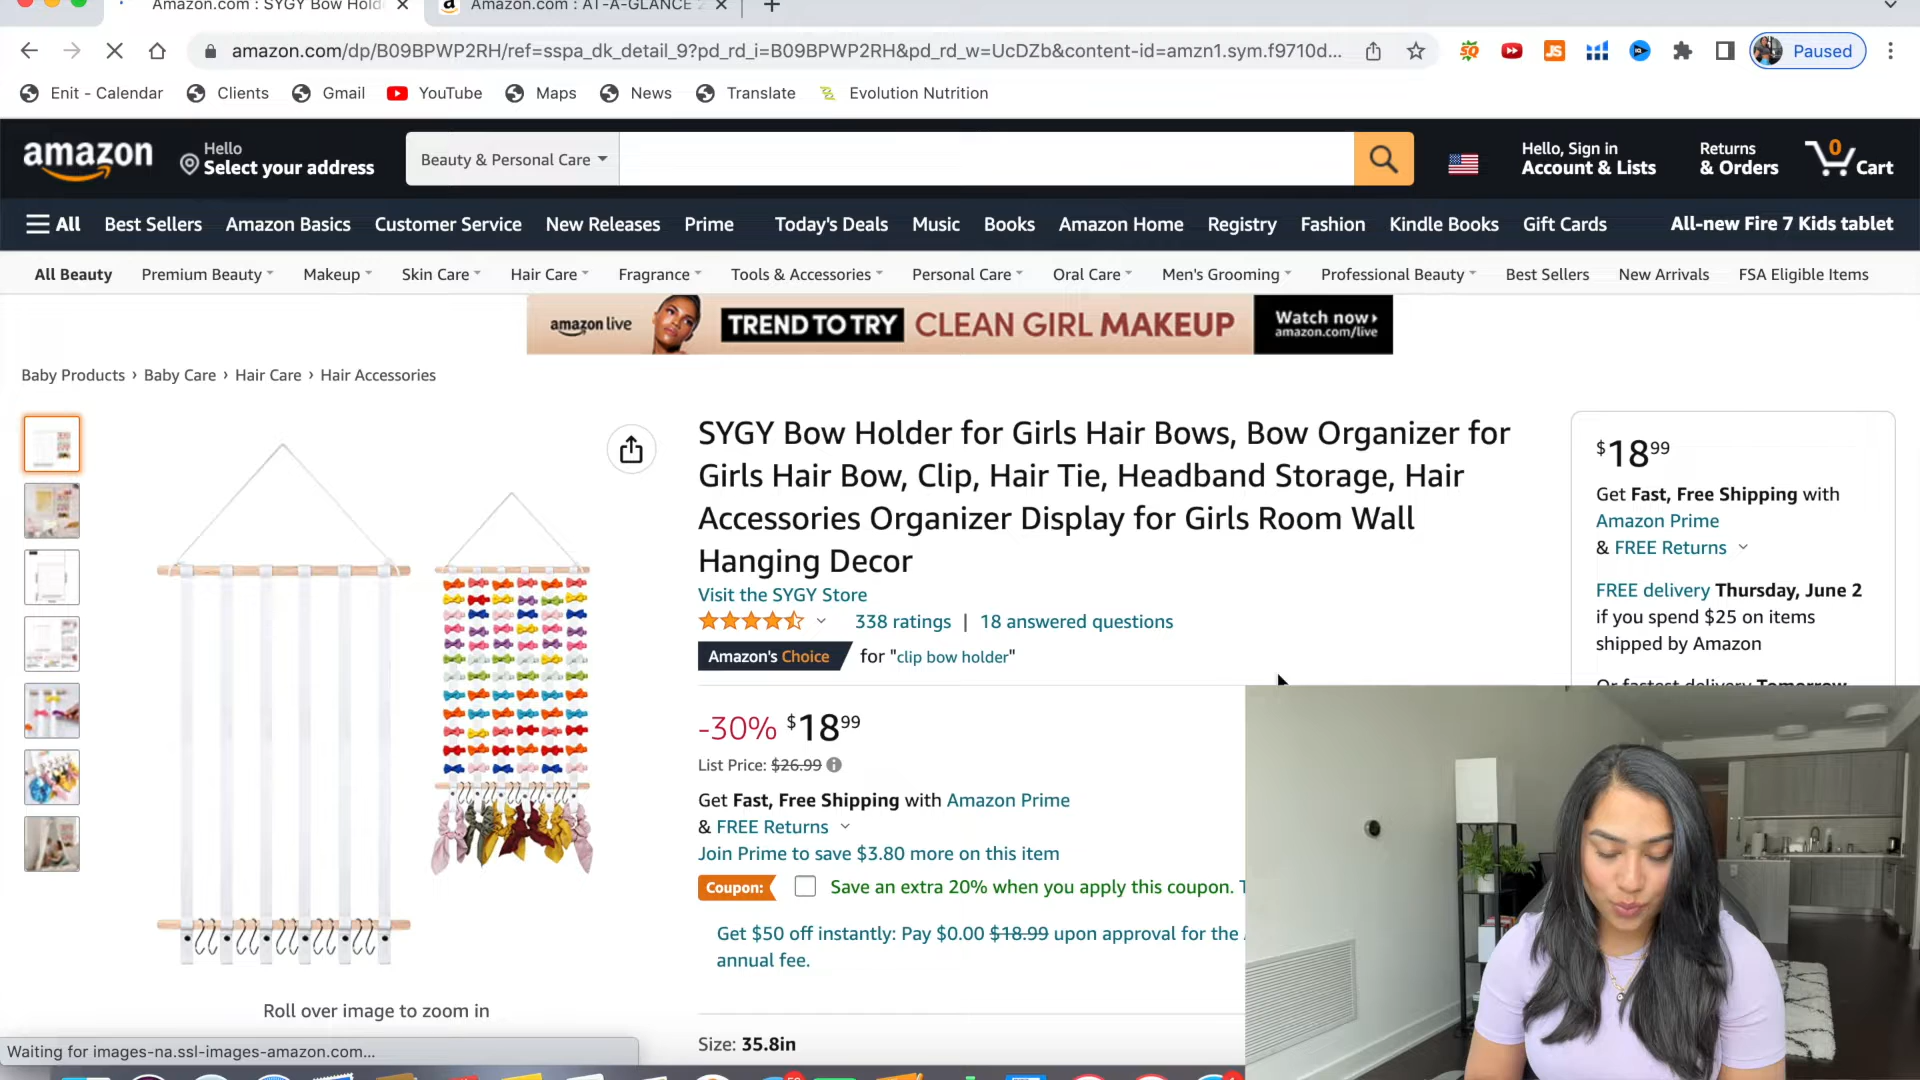 Amazon.com : SYGY Bow Hold
Amazon.com : AT-A-GLANCE 2
amazon.com/dp/B09BPWP2RH/ref=sspa_dk_detail_9?pd_rd_i=B09BPWP2RH&pd_rd_w=UcDZb&content-id=amzn1.sym.f9710d...
Paused
Enit - Calendar
Clients
Gmail
YouTube
Maps
News
Translate
Evolution Nutrition
amazon
Hello
Select your address
Beauty & Personal Care
Hello, Sign in
Account & Lists
Returns
& Orders
0
Cart
All
Best Sellers
Amazon Basics
Customer Service
New Releases
Prime
Today's Deals
Music
Books
Amazon Home
Registry
Fashion
Kindle Books
Gift Cards
All-new Fire 7 Kids tablet
All Beauty
Premium Beauty
Makeup
Skin Care
Hair Care
Fragrance
Tools & Accessories
Personal Care
Oral Care
Men's Grooming
Professional Beauty
Best Sellers
New Arrivals
FSA Eligible Items
amazon live
TREND TO TRY CLEAN GIRL MAKEUP
Watch now
amazon.com/live
Baby Products › Baby Care › Hair Care › Hair Accessories
SYGY Bow Holder for Girls Hair Bows, Bow Organizer for
Girls Hair Bow, Clip, Hair Tie, Headband Storage, Hair
Accessories Organizer Display for Girls Room Wall
Hanging Decor
Visit the SYGY Store
338 ratings | 18 answered questions
Amazon's Choice for "clip bow holder"
-30% $18 99
List Price: $26.99
Get Fast, Free Shipping with Amazon Prime
& FREE Returns
Join Prime to save $3.80 more on this item
Coupon: Save an extra 20% when you apply this coupon. T
Get $50 off instantly: Pay $0.00 $18.99 upon approval for the
annual fee.
Size: 35.8in
$18 99
Get Fast, Free Shipping with
Amazon Prime
& FREE Returns
FREE delivery Thursday, June 2
if you spend $25 on items
shipped by Amazon
Or fastest delivery Tomorrow
Roll over image to zoom in
Waiting for images-na.ssl-images-amazon.com...